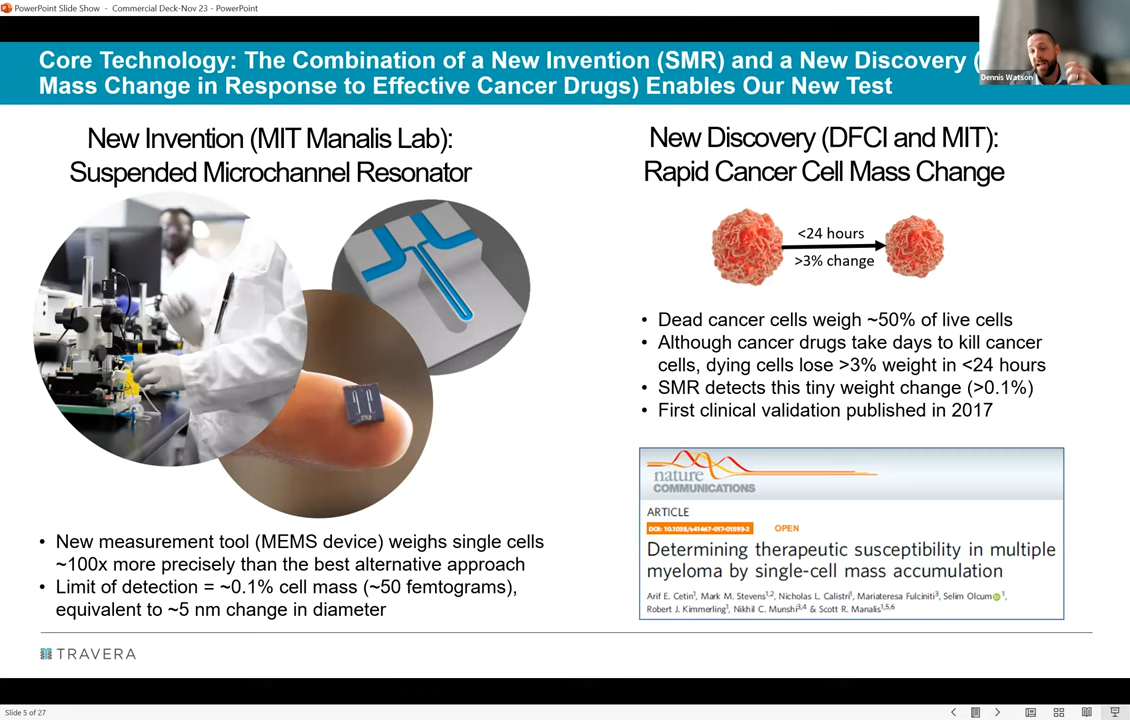 PowerPoint Slide Show - Commercial Deck-Nov 23 - PowerPoint
Core Technology: The Combination of a New Invention (SMR) and a New Discovery (
Mass Change in Response to Effective Cancer Drugs) Enables Our New Test
Dennis Watson
New Invention (MIT Manalis Lab):
Suspended Microchannel Resonator
New measurement tool (MEMS device) weighs single cells
~100x more precisely than the best alternative approach
Limit of detection = ~0.1% cell mass (~50 femtograms),
equivalent to ~5 nm change in diameter
New Discovery (DFCI and MIT):
Rapid Cancer Cell Mass Change
<24 hours
>3% change
• Dead cancer cells weigh ~50% of live cells
• Although cancer drugs take days to kill cancer
cells, dying cells lose >3% weight in <24 hours
• SMR detects this tiny weight change (>0.1%)
• First clinical validation published in 2017
nature
COMMUNICATIONS
ARTICLE
DOI: 10.1038/s41467-017-01593-2 OPEN
Determining therapeutic susceptibility in multiple
myeloma by single-cell mass accumulation
Arif E. Cetin1, Mark M. Stevens1,2, Nicholas L. Calistri1, Mariateresa Fulciniti3, Selim Olcum1,
Robert J. Kimmerling1, Nikhil C. Munshi3,4 & Scott R. Manalis1,5,6
TRAVERA
Slide 5 of 27